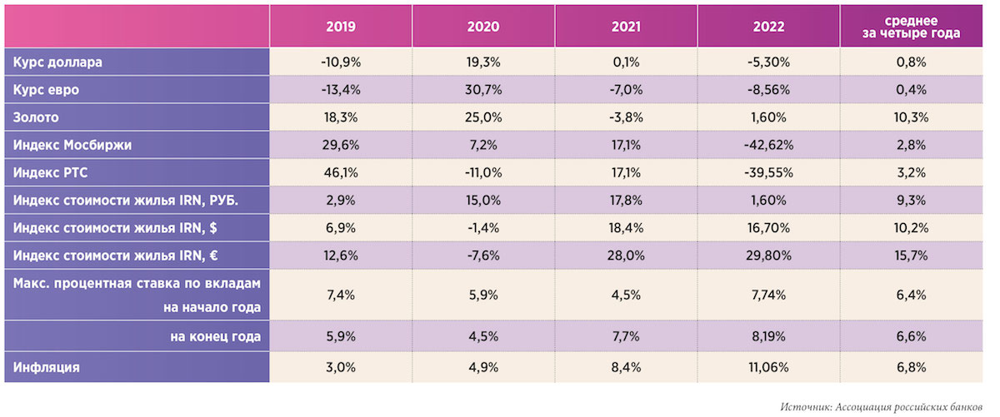 2019 2020 2021 2022 среднее
за четыре года
Курс доллара -10,9% 19,3% 0,1% -5,30% 0,8%
Курс евро -13,4% 30,7% -7,0% -8,56% 0,4%
Золото 18,3% 25,0% -3,8% 1,60% 10,3%
Индекс Мосбиржи 29,6% 7,2% 17,1% -42,62% 2,8%
Индекс РТС 46,1% -11,0% 17,1% -39,55% 3,2%
Индекс стоимости жилья IRN, РУБ. 2,9% 15,0% 17,8% 1,60% 9,3%
Индекс стоимости жилья IRN, $ 6,9% -1,4% 18,4% 16,70% 10,2%
Индекс стоимости жилья IRN, € 12,6% -7,6% 28,0% 29,80% 15,7%
Макс. процентная ставка по вкладам
на начало года 7,4% 5,9% 4,5% 7,74% 6,4%
на конец года 5,9% 4,5% 7,7% 8,19% 6,6%
Инфляция 3,0% 4,9% 8,4% 11,06% 6,8%
Источник: Ассоциация российских банков